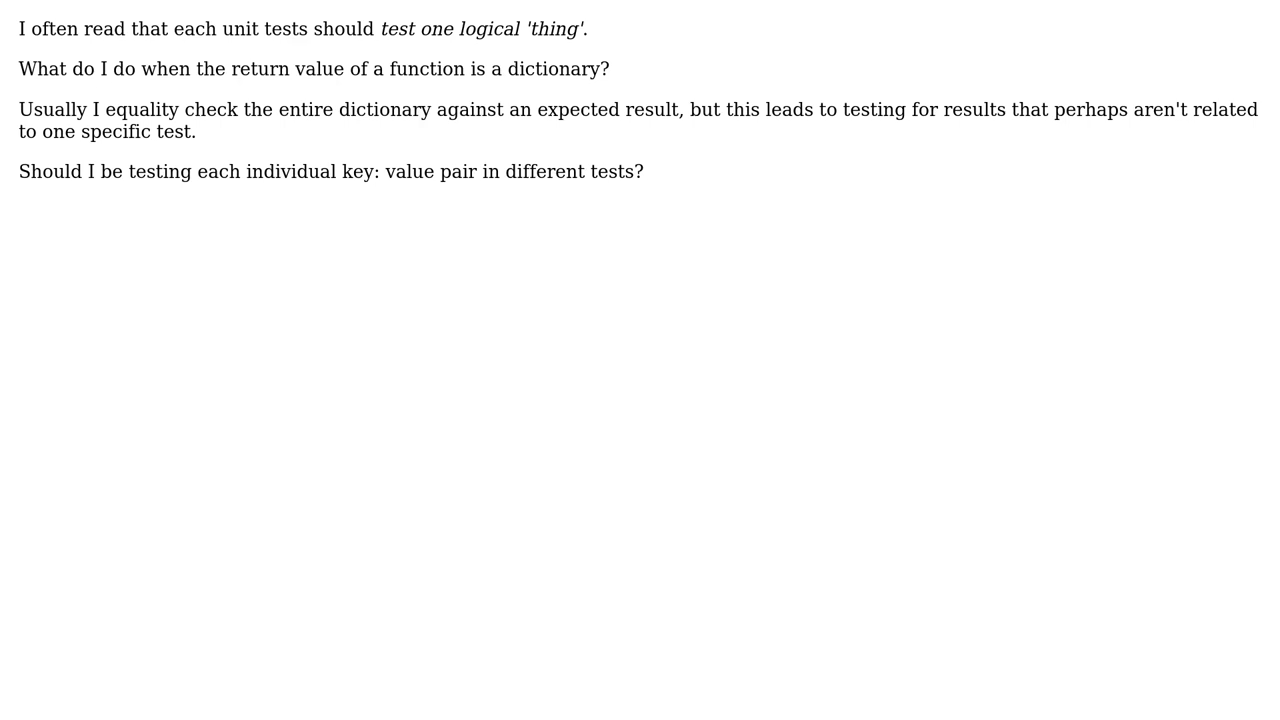 I often read that each unit tests should test one logical 'thing'.
What do I do when the return value of a function is a dictionary?
Usually I equality check the entire dictionary against an expected result, but this leads to testing for results that perhaps aren't related
to one specific test.
Should I be testing each individual key: value pair in different tests?